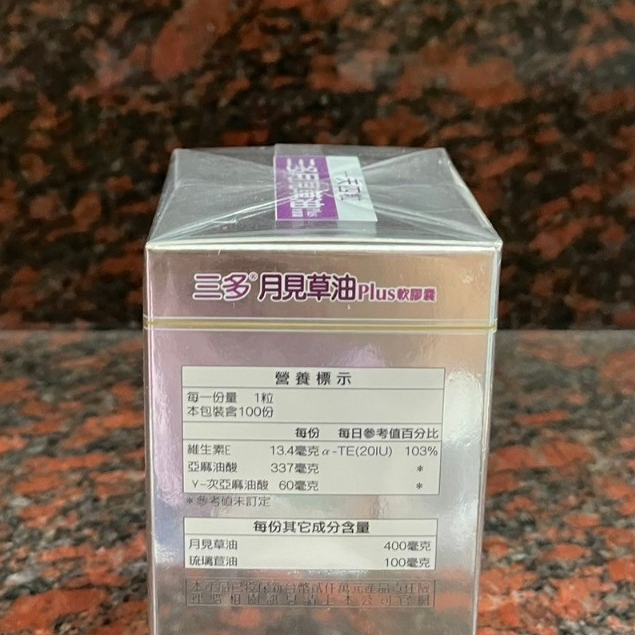 一天四粒
三多®月見草油Plus軟膠囊
營養標示
每一份量 1粒
本包裝含100份
每份 每日參考值百分比
維生素E 13.4毫克α-TE(20IU) 103%
亞麻油酸 337毫克 *
γ-次亞麻油酸 60毫克 *
*參考值未訂定
每份其它成分含量
月見草油 400毫克
琉璃苣油 100毫克